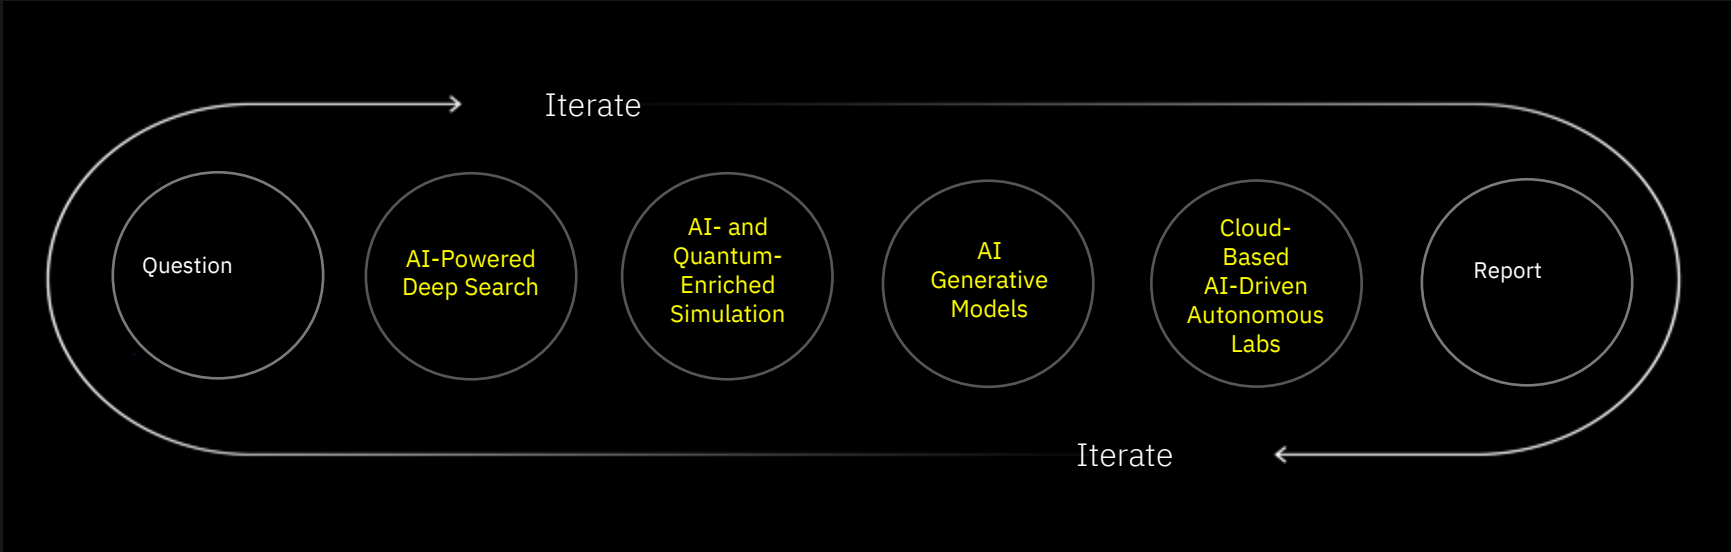 Iterate
Question
AI-Powered
Deep Search
AI- and
Quantum-
Enriched
Simulation
AI
Generative
Models
Cloud-
Based
AI-Driven
Autonomous
Labs
Report
Iterate